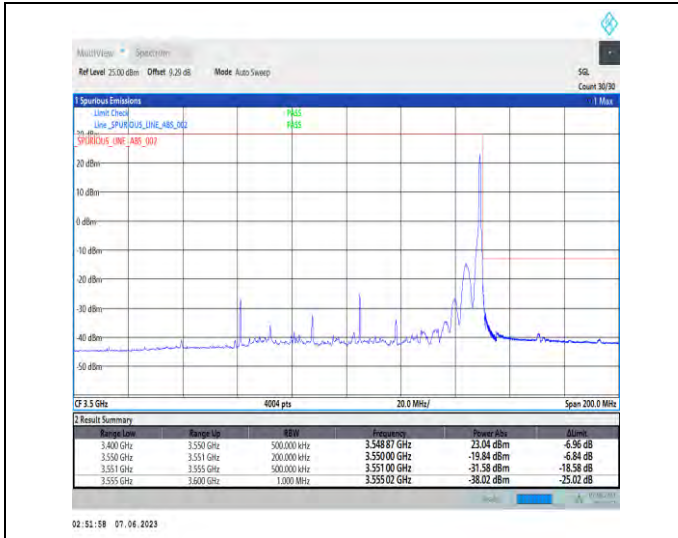 MultiView Spectrum
Ref Level 25.00 dBm Offset 9.29 dB Mode Auto Sweep SGL
Count 30/30
1 Spurious Emissions 1 Max
Limit Check PASS
Line _SPURIOUS_LINE_ABS_002 PASS
_SPURIOUS_LINE_ABS_002
20 dBm
10 dBm
0 dBm
-10 dBm
-20 dBm
-30 dBm
-40 dBm
-50 dBm
CF 3.5 GHz 4004 pts 20.0 MHz/ Span 200.0 MHz
2 Result Summary
Range Low Range Up RBW Frequency Power Abs ΔLimit
3.400 GHz 3.550 GHz 500.000 kHz 3.548 87 GHz 23.04 dBm -6.96 dB
3.550 GHz 3.551 GHz 200.000 kHz 3.550 00 GHz -19.84 dBm -6.84 dB
3.551 GHz 3.555 GHz 500.000 kHz 3.551 00 GHz -31.58 dBm -18.58 dB
3.555 GHz 3.600 GHz 1.000 MHz 3.555 02 GHz -38.02 dBm -25.02 dB
02:51:58 07.06.2023